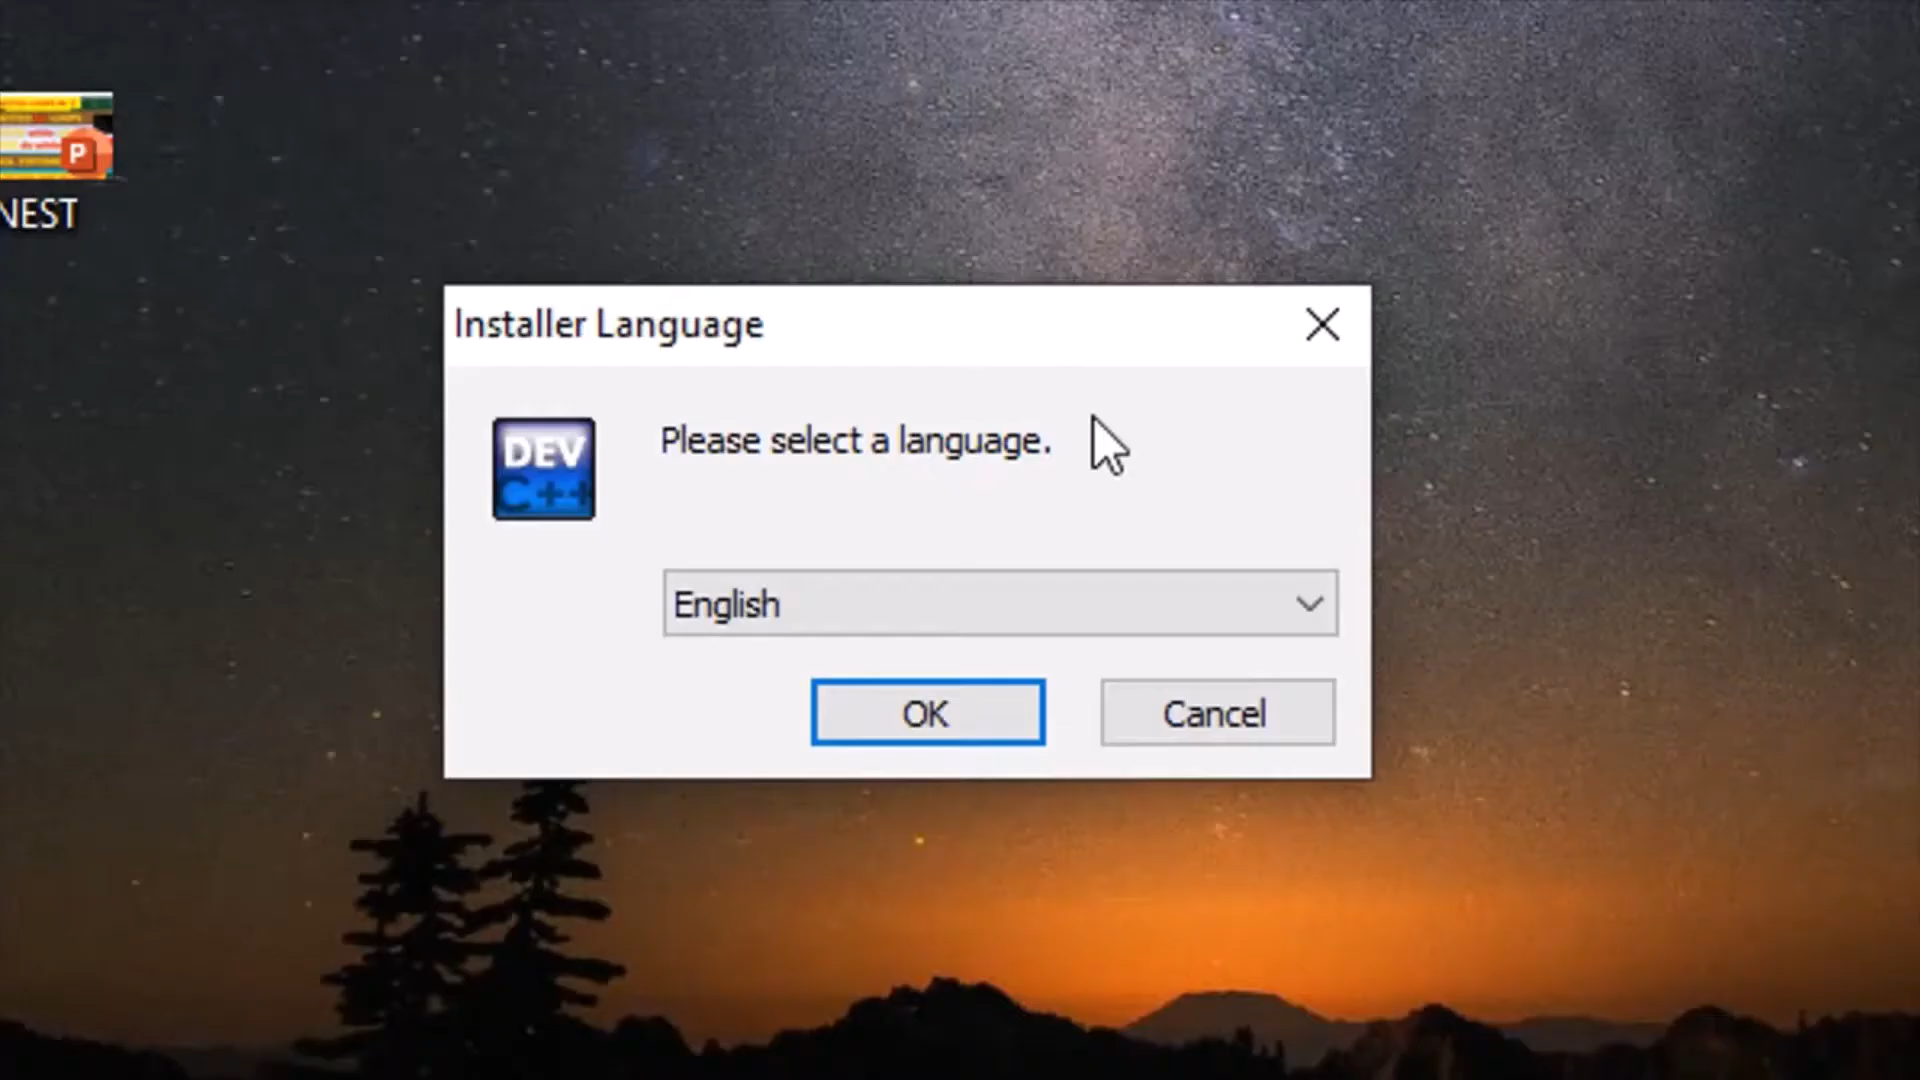 P
NEST
Installer Language
DEV
C++
Please select a language.
English
OK
Cancel